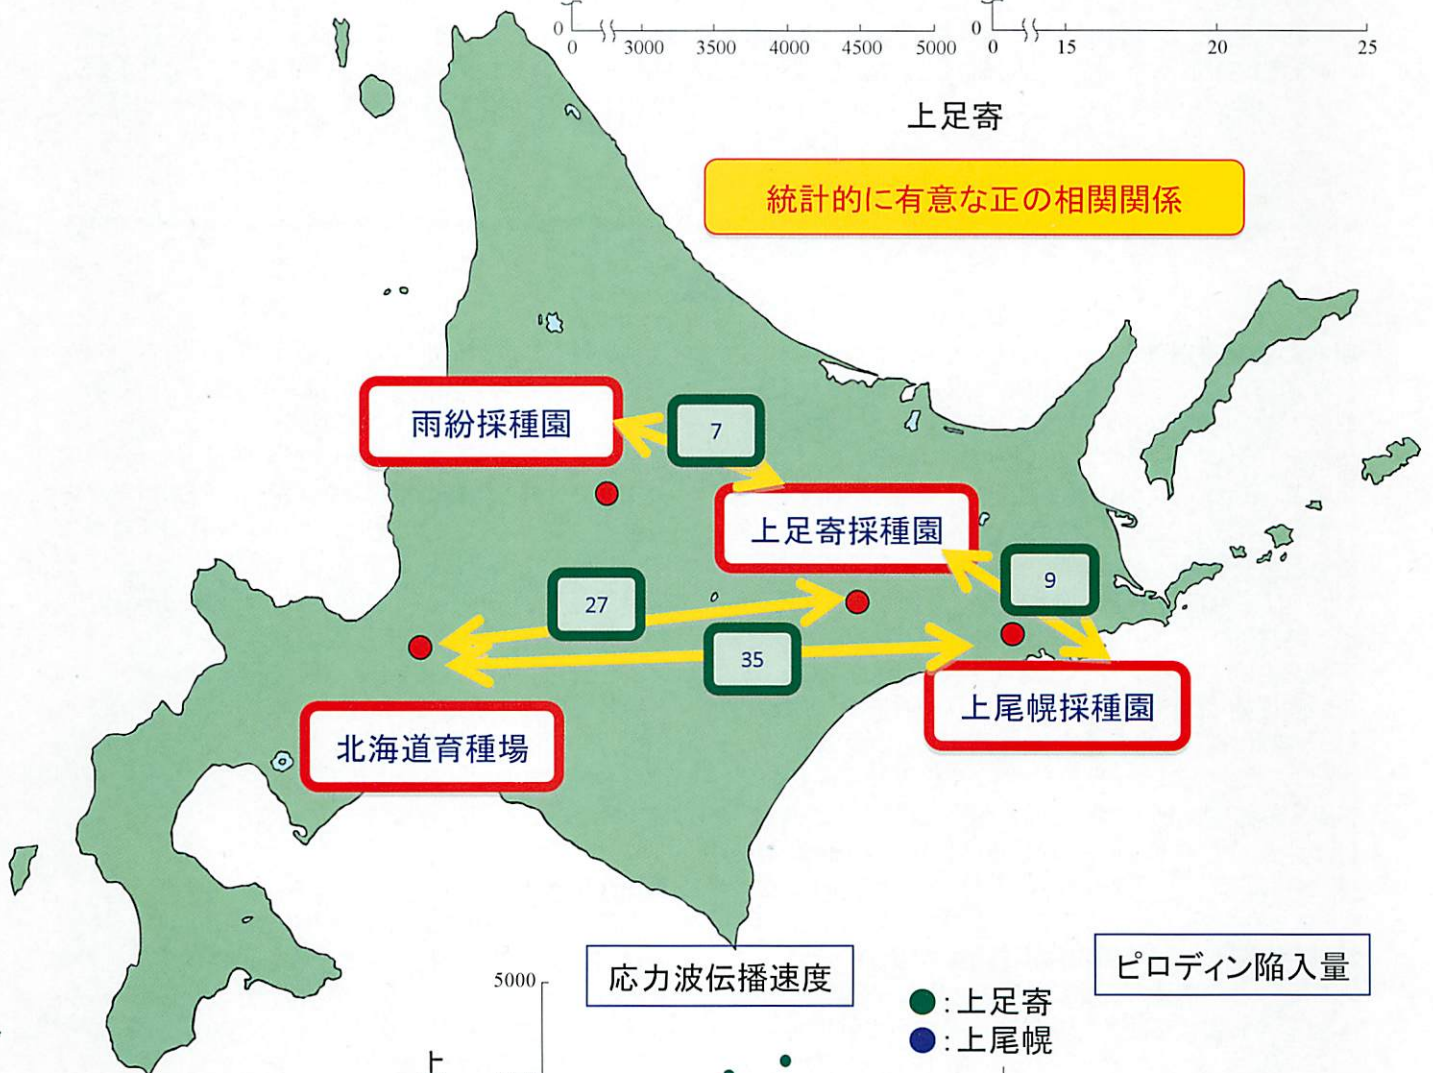 0
0 3000 3500 4000 4500 5000
0
0 15 20 25
上足寄
統計的に有意な正の相関関係
雨紛採種園
7
上足寄採種園
9
27
35
上尾幌採種園
北海道育種場
応力波伝播速度
ピロディン陥入量
5000
●:上足寄
●:上尾幌
上